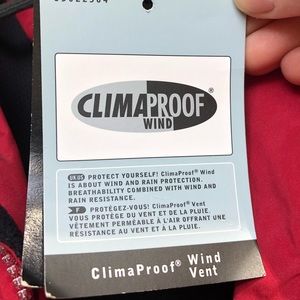 CLIMAPROOF®
WIND
UK-US PROTECT YOURSELF! ClimaProof® Wind
IS ABOUT WIND AND RAIN PROTECTION.
BREATHABILITY COMBINED WITH WIND AND
RAIN RESISTANCE.
F PROTÉGEZ-VOUS! ClimaProof® Vent
VOUS PROTÈGE DU VENT ET DE LA PLUIE.
VÊTEMENT PERMÉABLE À L'AIR OFFRANT UNE
RÉSISTANCE AU VENT ET À LA PLUIE.
ClimaProof® Wind
Vent